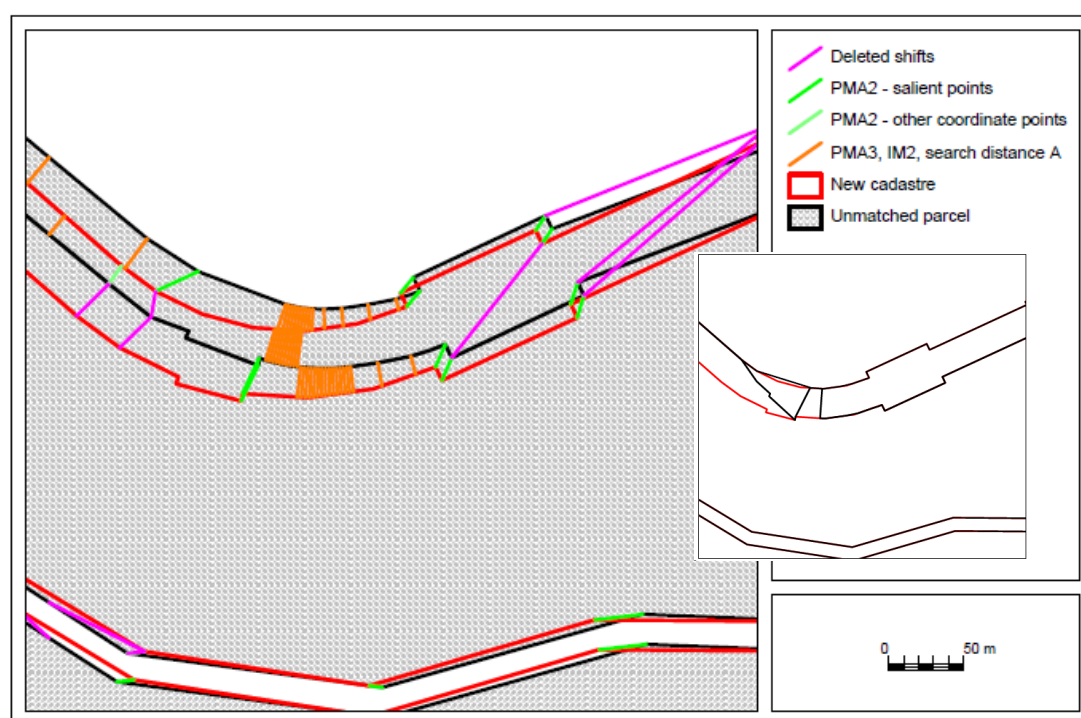 Deleted shifts
PMA2 - salient points
PMA2 - other coordinate points
PMA3, IM2, search distance A
New cadastre
Unmatched parcel
0 50 m